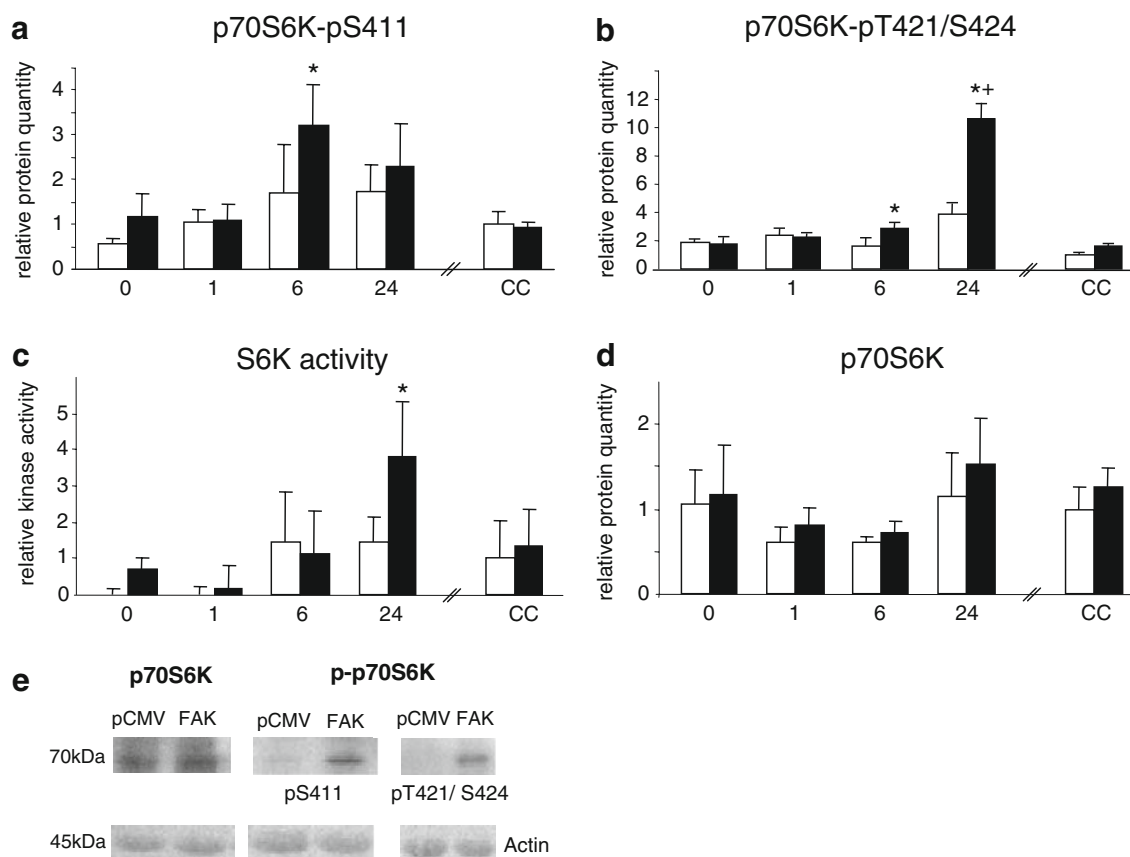 a
p70S6K-pS411
relative protein quantity
4
3
2
1
0
*
0 1 6 24 CC
b
p70S6K-pT421/S424
relative protein quantity
12
10
8
6
4
2
0
*
*+
0 1 6 24 CC
c
S6K activity
relative kinase activity
5
4
3
2
1
0
*
0 1 6 24 CC
d
p70S6K
relative protein quantity
2
1
0
0 1 6 24 CC
e
p70S6K p-p70S6K
pCMV FAK pCMV FAK pCMV FAK
70kDa
pS411 pT421/ S424
45kDa Actin